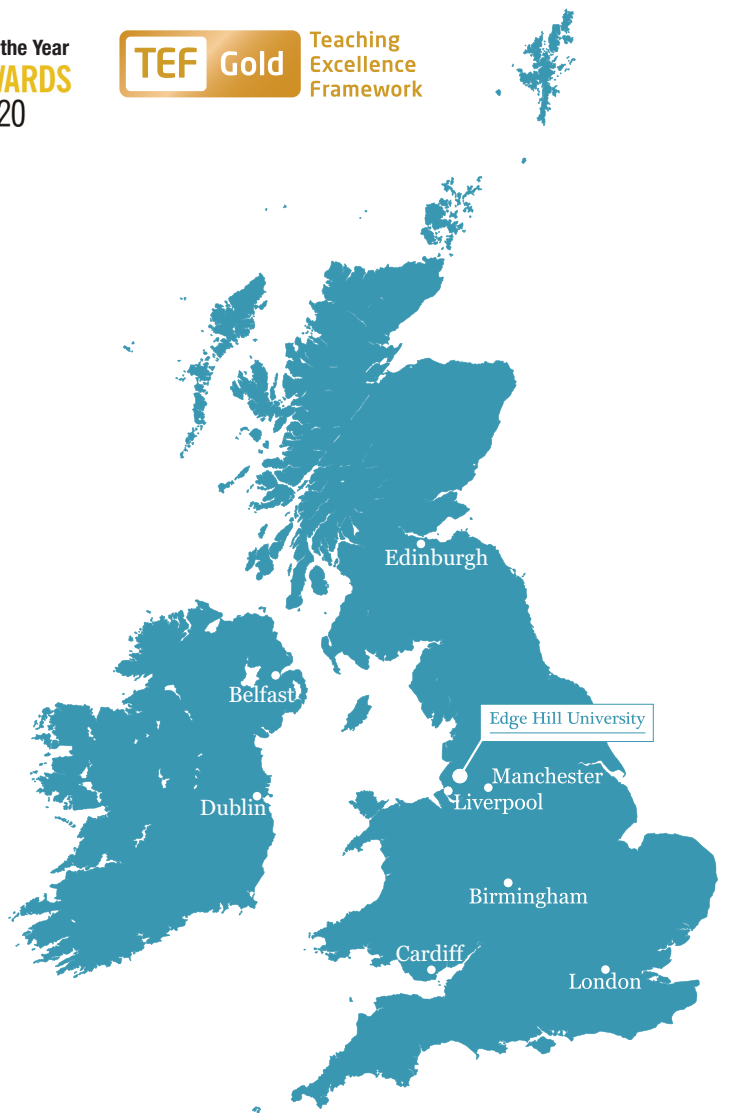 the Year
20
TEF Gold
Teaching
Excellence
Framework
Edinburgh
Belfast
Edge Hill University
Manchester
Dublin
Liverpool
Birmingham
Cardiff
London